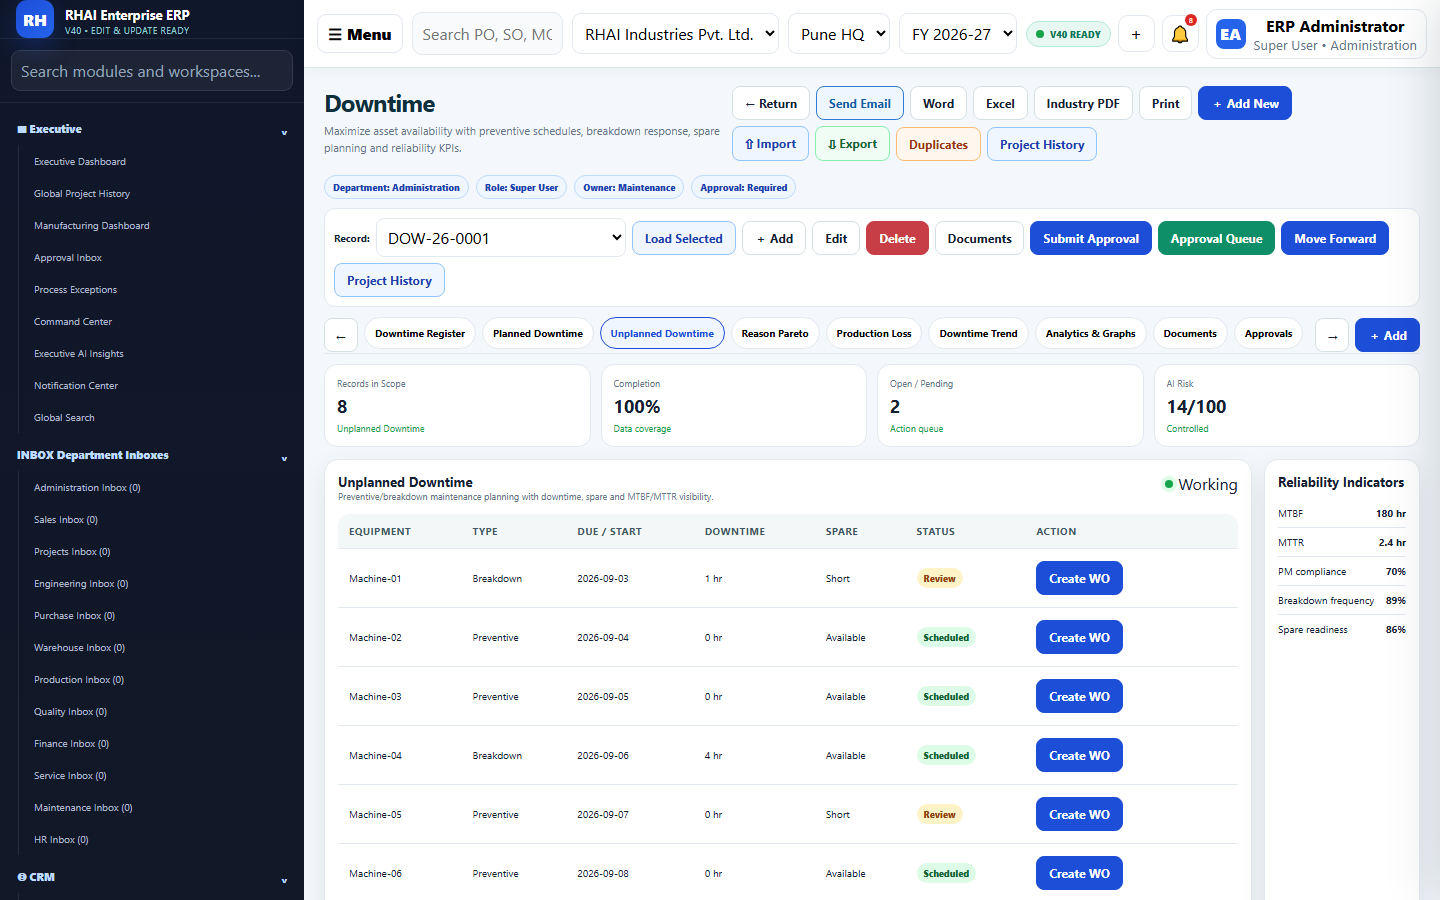 RH
RHAI Enterprise ERP
V40 • EDIT & UPDATE READY
Search modules and workspaces...
Executive
Executive Dashboard
Global Project History
Manufacturing Dashboard
Approval Inbox
Process Exceptions
Command Center
Executive AI Insights
Notification Center
Global Search
INBOX Department Inboxes
Administration Inbox (0)
Sales Inbox (0)
Projects Inbox (0)
Engineering Inbox (0)
Purchase Inbox (0)
Warehouse Inbox (0)
Production Inbox (0)
Quality Inbox (0)
Finance Inbox (0)
Service Inbox (0)
Maintenance Inbox (0)
HR Inbox (0)
CRM
☰ Menu
Search PO, SO, MO
RHAI Industries Pvt. Ltd.
Pune HQ
FY 2026-27
V40 READY
+
8
EA
ERP Administrator
Super User • Administration
Downtime
Maximize asset availability with preventive schedules, breakdown response, spare
planning and reliability KPIs.
← Return
Send Email
Word
Excel
Industry PDF
Print
+ Add New
⇧ Import
⇩ Export
Duplicates
Project History
Department: Administration
Role: Super User
Owner: Maintenance
Approval: Required
Record:
DOW-26-0001
Load Selected
+ Add
Edit
Delete
Documents
Submit Approval
Approval Queue
Move Forward
Project History
←
Downtime Register
Planned Downtime
Unplanned Downtime
Reason Pareto
Production Loss
Downtime Trend
Analytics & Graphs
Documents
Approvals
→
+ Add
Records in Scope
8
Unplanned Downtime
Completion
100%
Data coverage
Open / Pending
2
Action queue
AI Risk
14/100
Controlled
Unplanned Downtime
Preventive/breakdown maintenance planning with downtime, spare and MTBF/MTTR visibility.
Working
EQUIPMENT TYPE DUE / START DOWNTIME SPARE STATUS ACTION
Machine-01 Breakdown 2026-09-03 1 hr Short Review Create WO
Machine-02 Preventive 2026-09-04 0 hr Available Scheduled Create WO
Machine-03 Preventive 2026-09-05 0 hr Available Scheduled Create WO
Machine-04 Breakdown 2026-09-06 4 hr Available Scheduled Create WO
Machine-05 Preventive 2026-09-07 0 hr Short Review Create WO
Machine-06 Preventive 2026-09-08 0 hr Available Scheduled Create WO
Reliability Indicators
MTBF 180 hr
MTTR 2.4 hr
PM compliance 70%
Breakdown frequency 89%
Spare readiness 86%